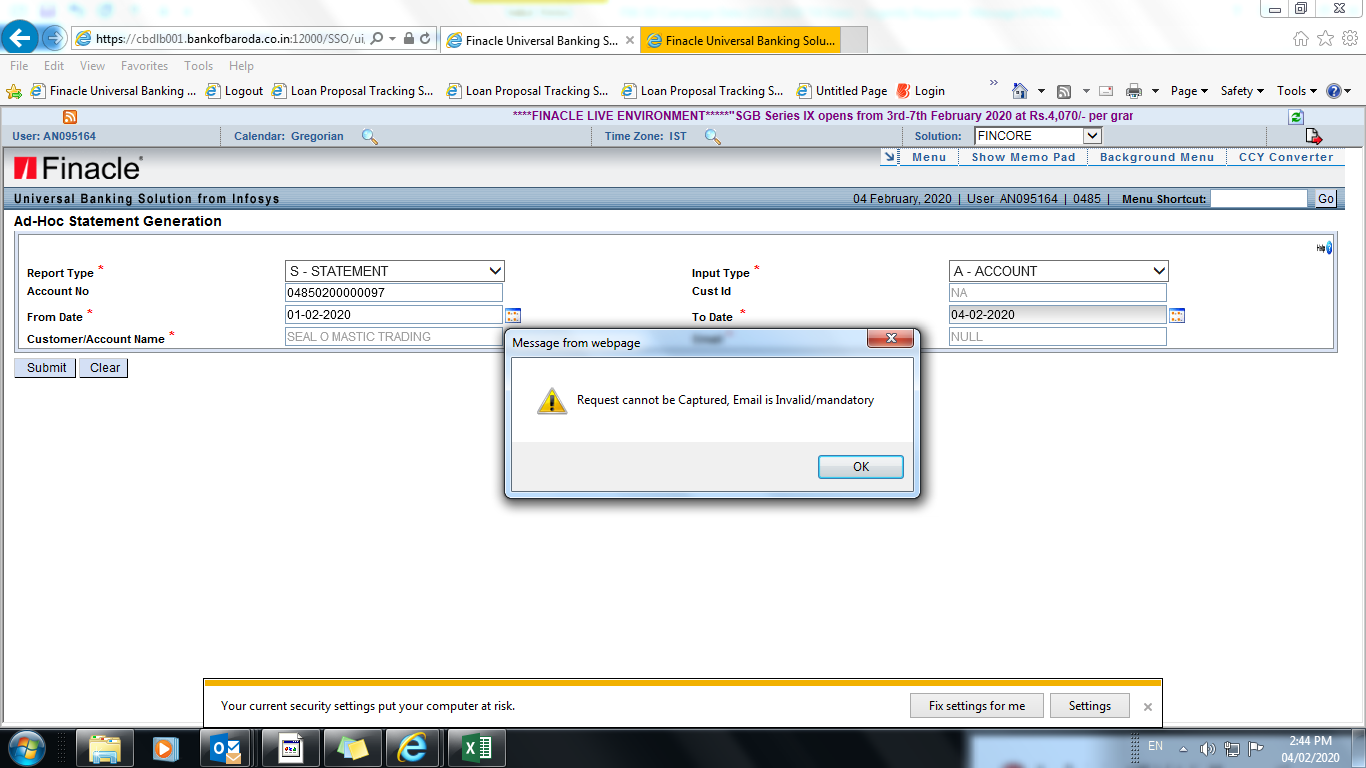 https://cbdlb001.bankofbaroda.co.in:12000/SSO/ui
Finacle Universal Banking S...
Finacle Universal Banking Solu...
File Edit View Favorites Tools Help
Finacle Universal Banking ... Logout Loan Proposal Tracking S... Loan Proposal Tracking S... Loan Proposal Tracking S... Untitled Page Login » Page Safety Tools
****FINACLE LIVE ENVIRONMENT*****"SGB Series IX opens from 3rd-7th February 2020 at Rs.4,070/- per grar
User: AN095164 Calendar: Gregorian Time Zone: IST Solution: FINCORE
Finacle
Menu Show Memo Pad Background Menu CCY Converter
Universal Banking Solution from Infosys 04 February, 2020 | User AN095164 | 0485 | Menu Shortcut: Go
Ad-Hoc Statement Generation
Help
Report Type * S - STATEMENT Input Type * A - ACCOUNT
Account No 04850200000097 Cust Id NA
From Date * 01-02-2020 To Date * 04-02-2020
Customer/Account Name * SEAL O MASTIC TRADING NULL
Submit Clear
Message from webpage
Request cannot be Captured, Email is Invalid/mandatory
OK
Your current security settings put your computer at risk. Fix settings for me Settings
EN
2:44 PM
04/02/2020